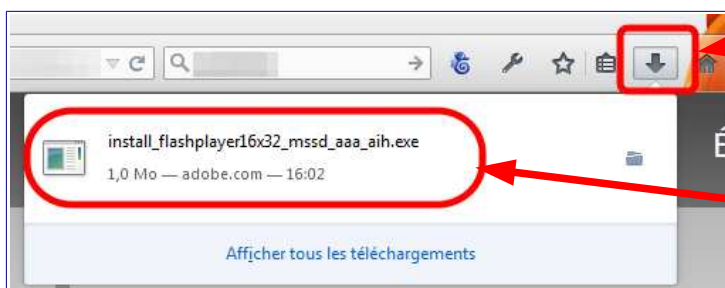 install_flashplayer16x32_mssd_aaa_aih.exe
1,0 Mo — adobe.com — 16:02
Afficher tous les téléchargements